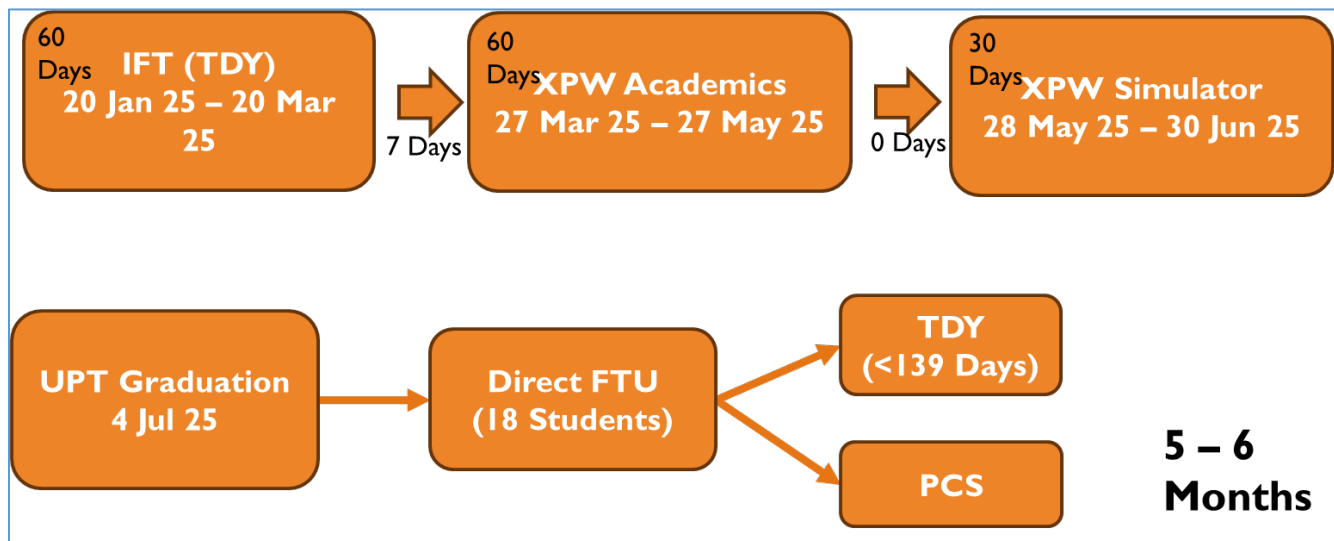 60
Days
IFT (TDY)
20 Jan 25 – 20 Mar
25
7 Days
60
Days
XPW Academics
27 Mar 25 – 27 May 25
0 Days
30
Days
XPW Simulator
28 May 25 – 30 Jun 25
UPT Graduation
4 Jul 25
Direct FTU
(18 Students)
TDY
(<139 Days)
PCS
5 – 6
Months